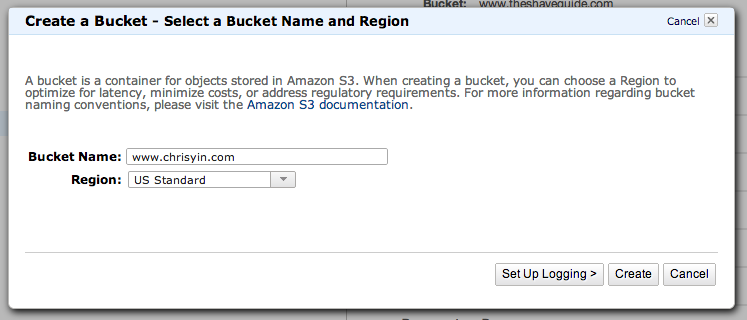 Bucket: www.theshaveguide.com
Create a Bucket - Select a Bucket Name and Region
Cancel
A bucket is a container for objects stored in Amazon S3. When creating a bucket, you can choose a Region to
optimize for latency, minimize costs, or address regulatory requirements. For more information regarding bucket
naming conventions, please visit the Amazon S3 documentation.
Bucket Name: www.chrisyin.com
Region: US Standard
Set Up Logging > Create Cancel